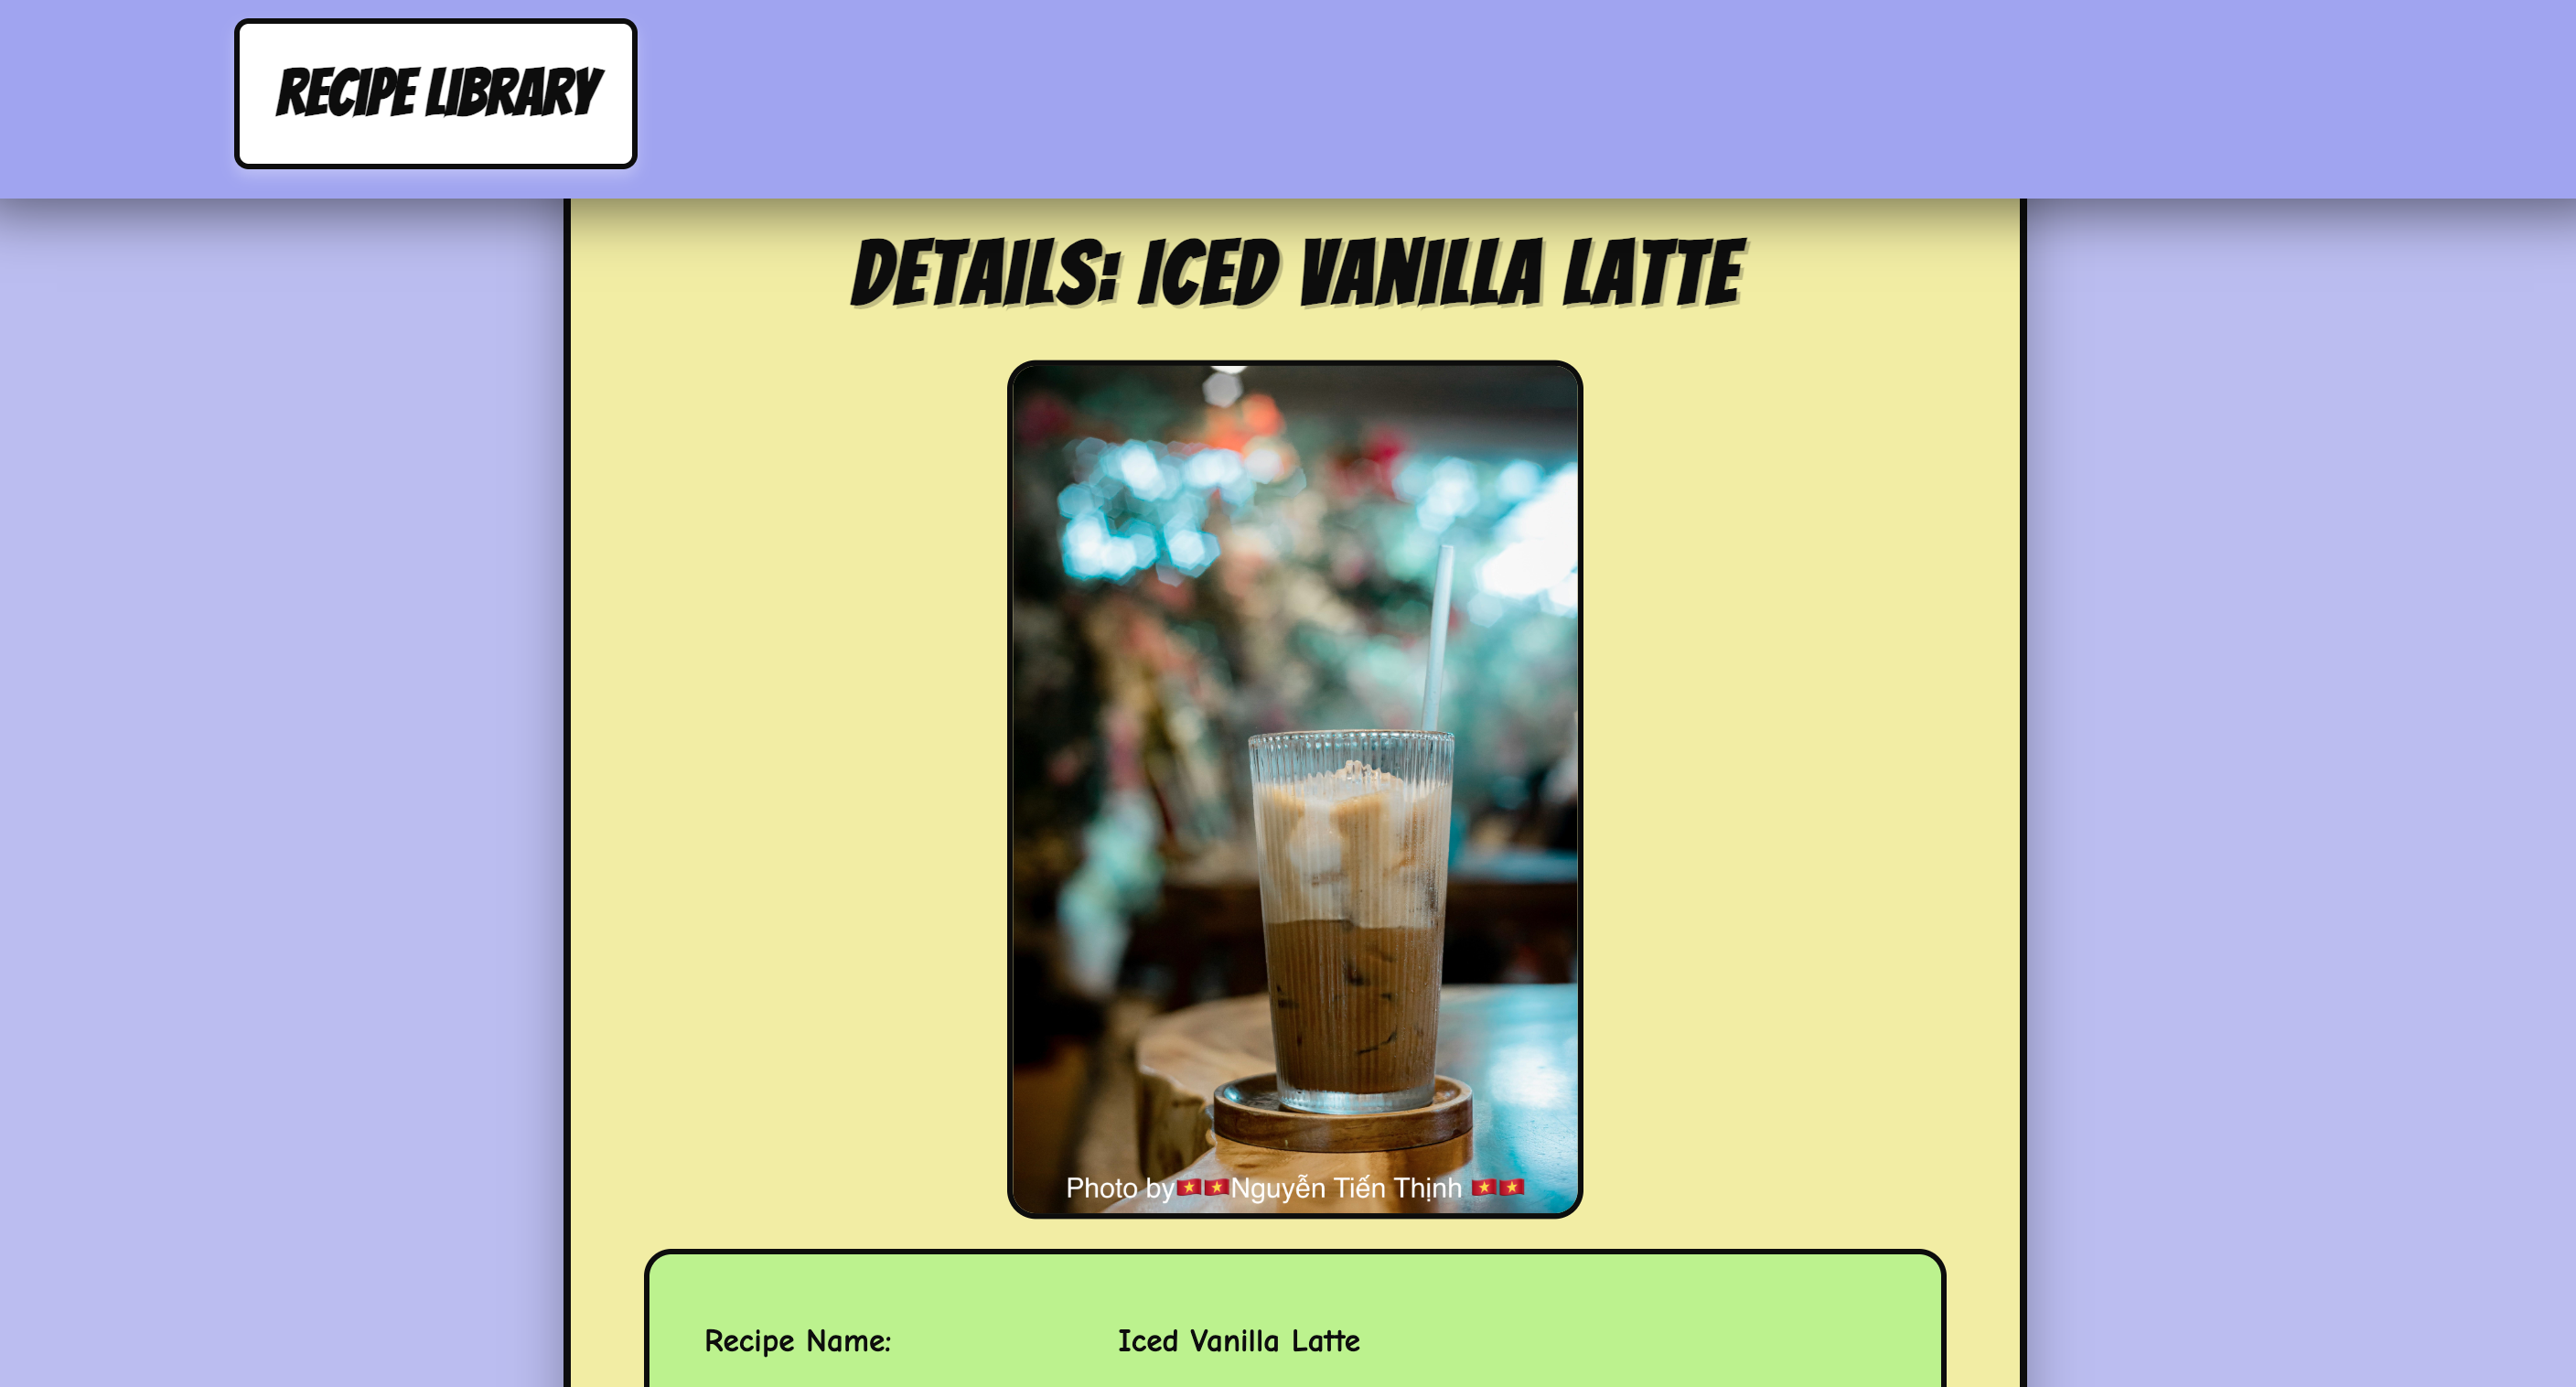 RECIPE LIBRARY
DETAILS: ICED VANILLA LATTE
Photo by🇻🇳🇻🇳Nguyễn Tiến Thịnh 🇻🇳🇻🇳
Recipe Name: Iced Vanilla Latte